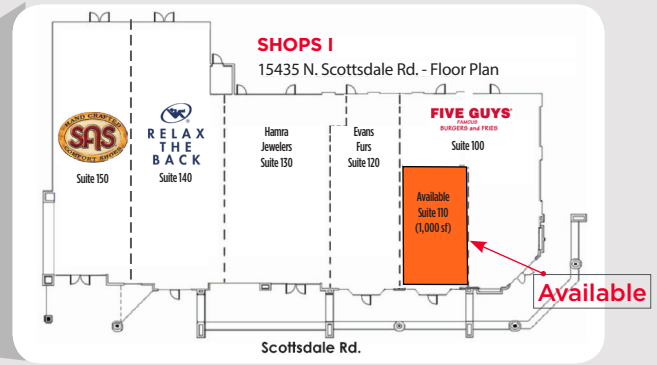 SHOPS I
15435 N. Scottsdale Rd. - Floor Plan
HAND CRAFTED
SAS
COMFORT SHOES
Suite 150
RELAX
THE
BACK
Suite 140
Hamra
Jewelers
Suite 130
Evans
Furs
Suite 120
FIVE GUYS®
FAMOUS
BURGERS and FRIES
Suite 100
Available
Suite 110
(1,000 sf)
Available
Scottsdale Rd.